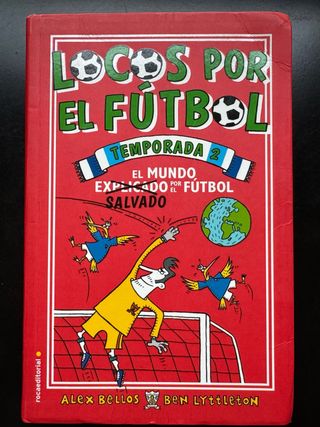 LOCOS POR
EL FÚTBOL
TEMPORADA 2
EL MUNDO
EXPLICADO POR EL FÚTBOL
SALVADO
ALEX BELLOS BEN LYTTLETON
rocaeditorial